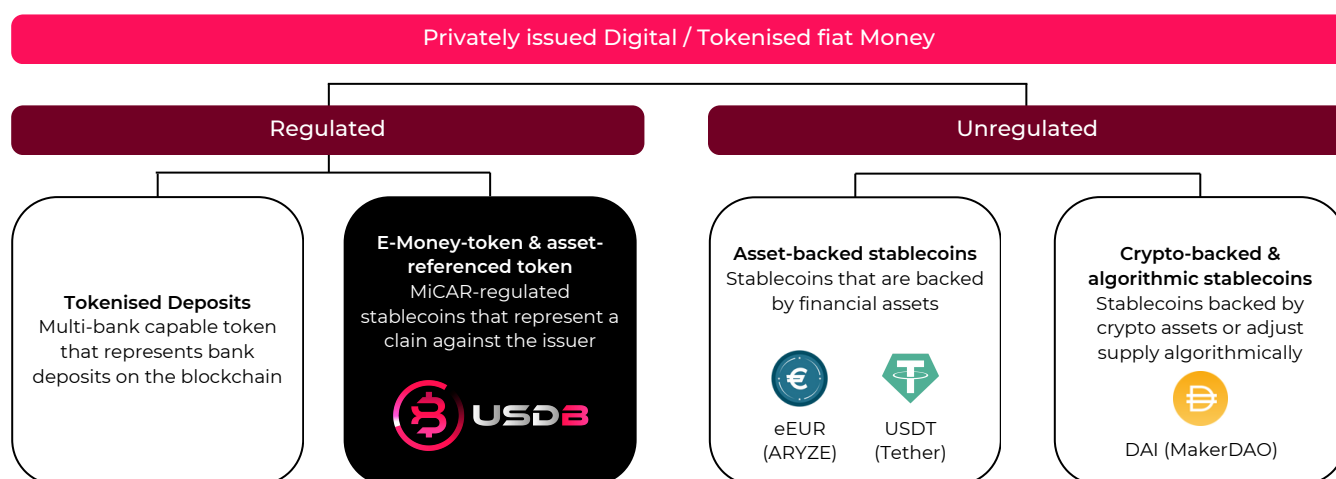 Privately issued Digital / Tokenised fiat Money
Regulated
Unregulated
Tokenised Deposits
Multi-bank capable token
that represents bank
deposits on the blockchain
E-Money-token & asset-
referenced token
MiCAR-regulated
stablecoins that represent a
clain against the issuer
USDB
Asset-backed stablecoins
Stablecoins that are backed
by financial assets
eEUR
(ARYZE)
USDT
(Tether)
Crypto-backed &
algorithmic stablecoins
Stablecoins backed by
crypto assets or adjust
supply algorithmically
DAI (MakerDAO)